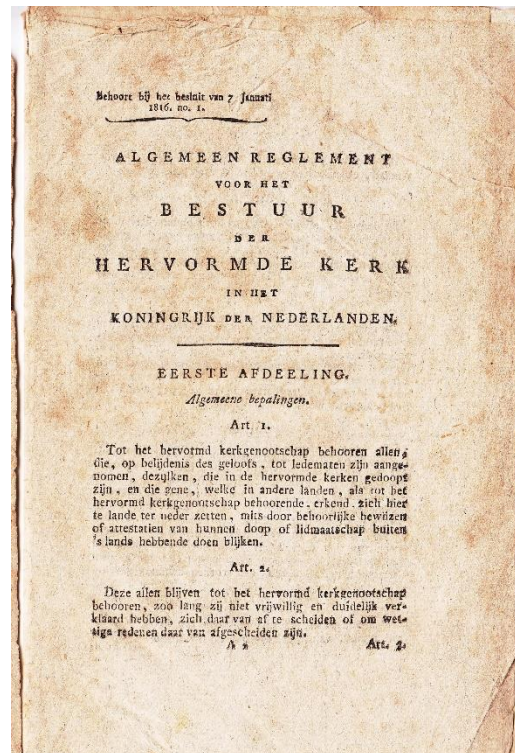 Behoort bij het besluit van 7 Januari
1816. no. 1.
ALGEMEEN REGLEMENT
VOOR HET
BESTUUR
DER
HERVORMDE KERK
IN HET
KONINGRIJK DER NEDERLANDEN.
EERSTE AFDEELING.
Algemeene bepalingen.
Art. 1.
Tot het hervormd kerkgenootschap behooren allen,
die, op belijdenis des geloofs, tot ledematen zijn aange-
nomen, dezulken, die in de hervormde kerken gedoopt
zijn, en die gene, welke in andere landen, als tot het
hervormd kerkgenootschap behoorende, erkend, zich hier
te lande ter neder zetten, mits door behoorlijke bewijzen
of attestatien van hunnen doop of lidmaatschap buiten
's lands hebbende doen blijken.
Art. 2.
Deze allen blijven tot het hervormd kerkgenootschap
behooren, zoo lang zij niet vrijwillig en duidelijk ver-
klaard hebben, zich daar van af te scheiden of om wet-
tige redenen daar van afgescheiden zijn.
A 2 Art. 3.